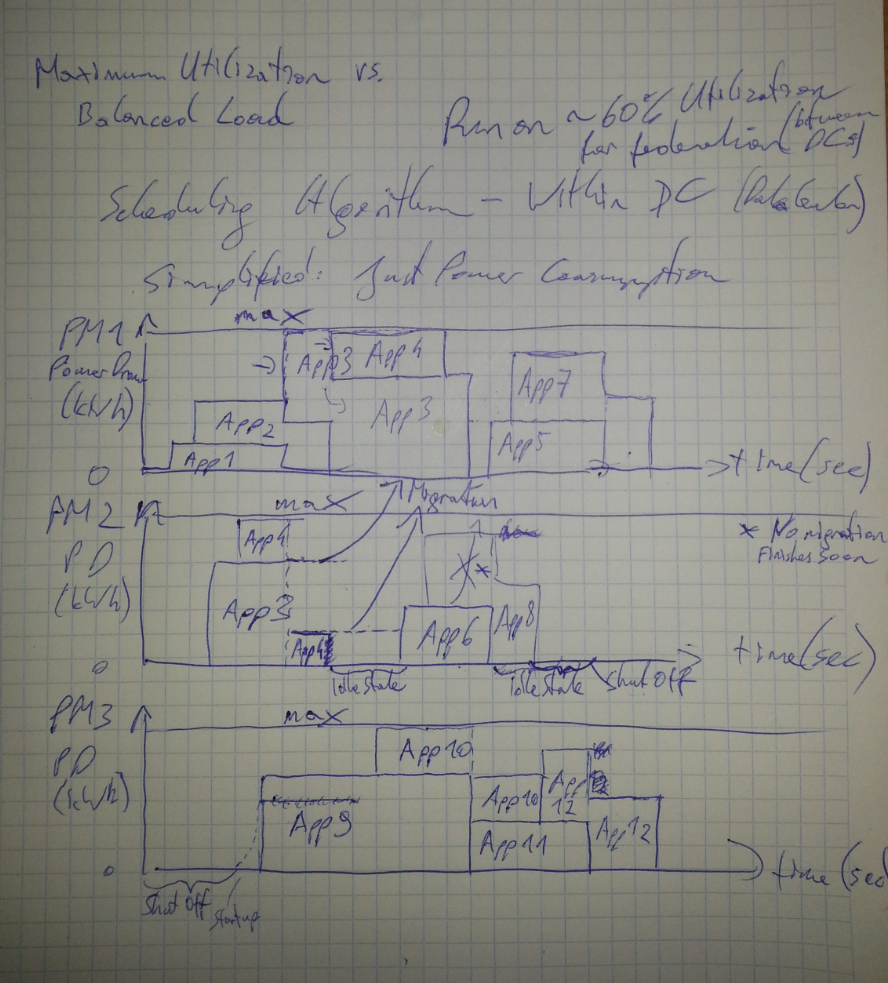 Maximum Utilization vs.
Balanced Load
Run on ~60% Utilization
for federation (between
DCs)
Scheduling Algorithm - Within DC (Datacenter)
Simplified: Just Power Consumption
PM1
max
Power Draw
(kWh)
0
App1
App2
App3
App4
App3
App5
App7
time(sec)
Migration
PM2
max
PD
(kWh)
0
App4
App3
App4
App6
App8
*
* No migration
Finishes Soon
time(sec)
Idle State
Idle State
Shut Off
PM3
max
PD
(kWh)
0
App9
App10
App10
App11
App
12
App12
time (sec)
Shut Off
Startup